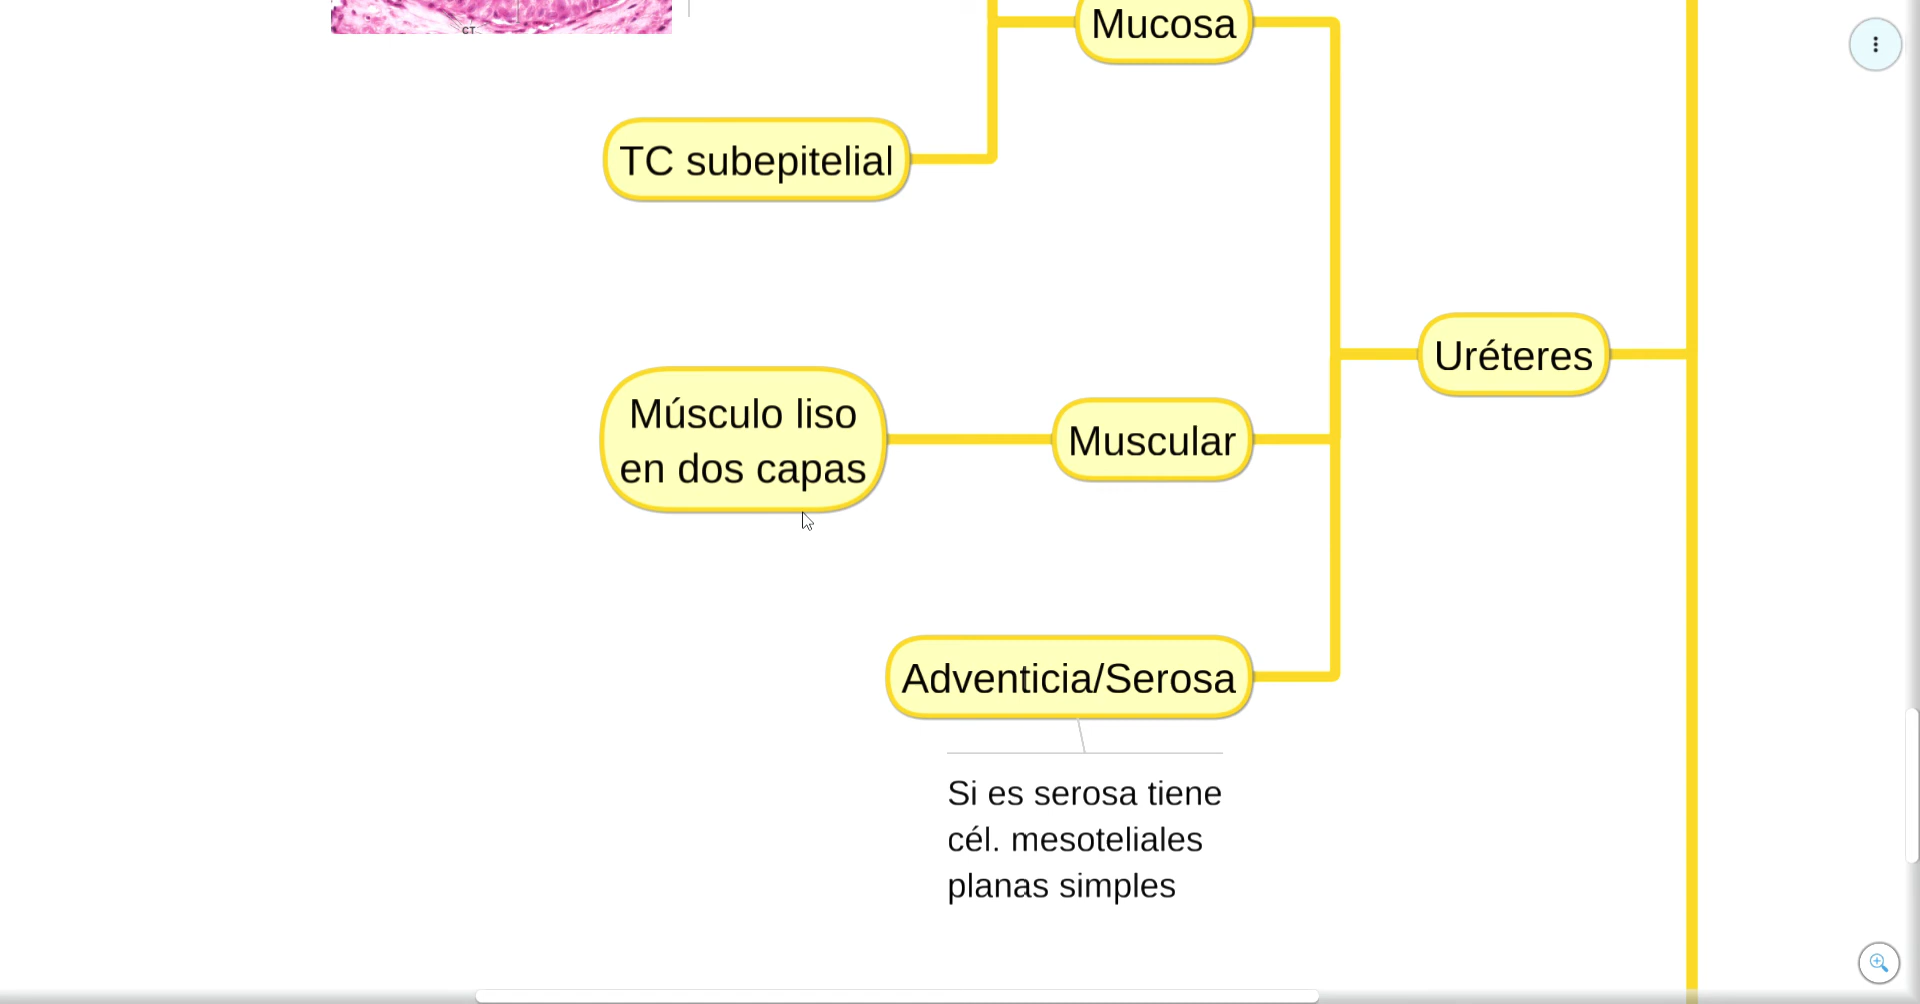 CT
Mucosa
TC subepitelial
Uréteres
Músculo liso
en dos capas
Muscular
Adventicia/Serosa
Si es serosa tiene
cél. mesoteliales
planas simples